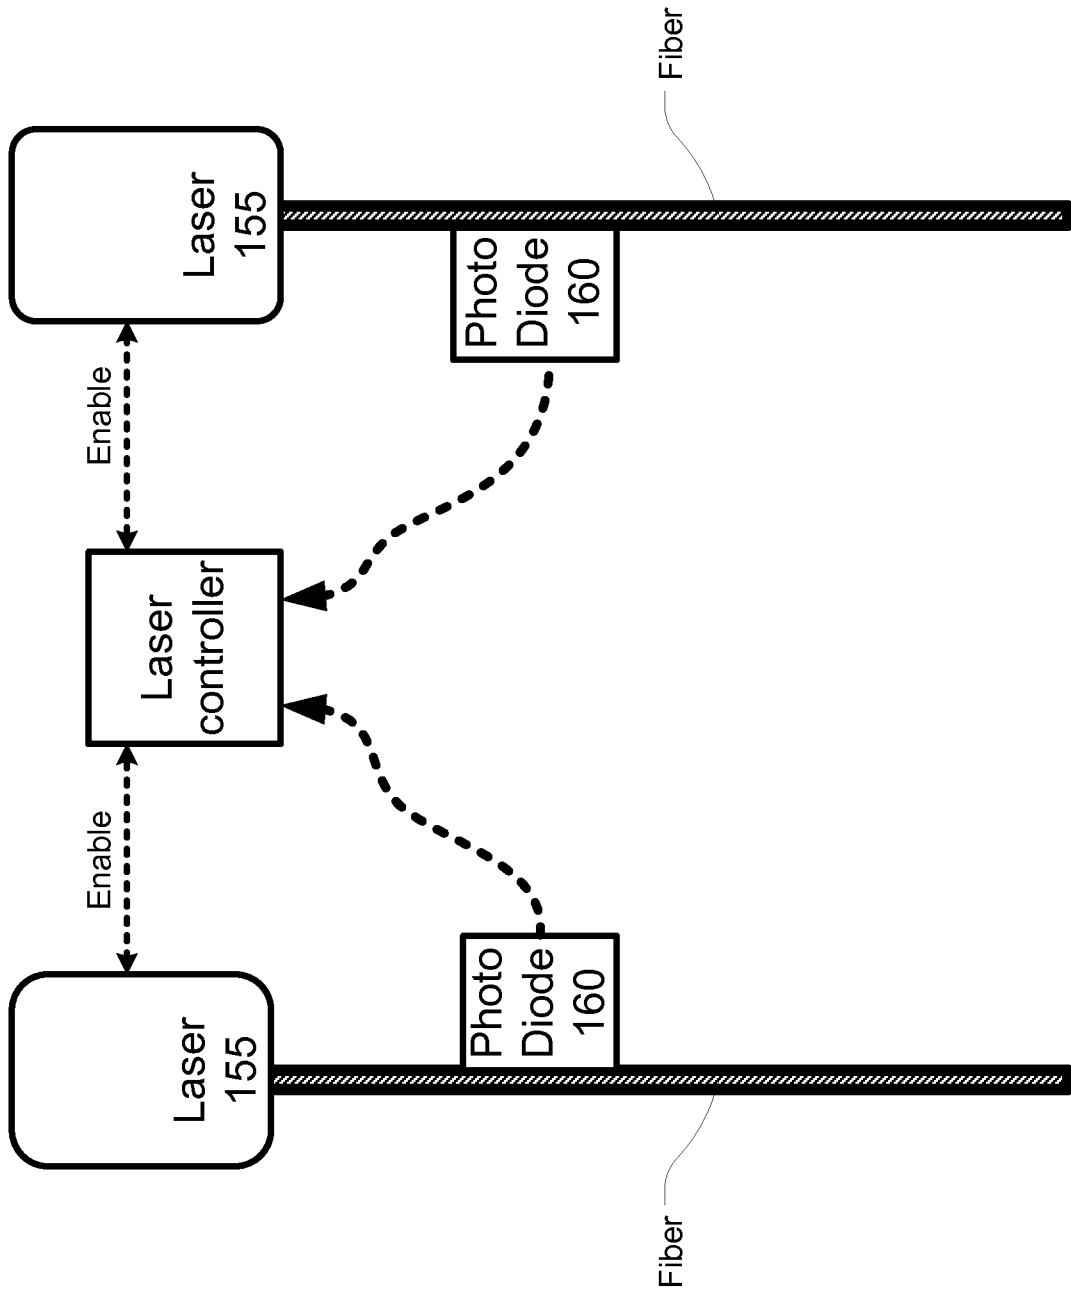 Laser
155
Enable
Laser
controller
Enable
Laser
155
Photo
Diode
160
Photo
Diode
160
Fiber
Fiber